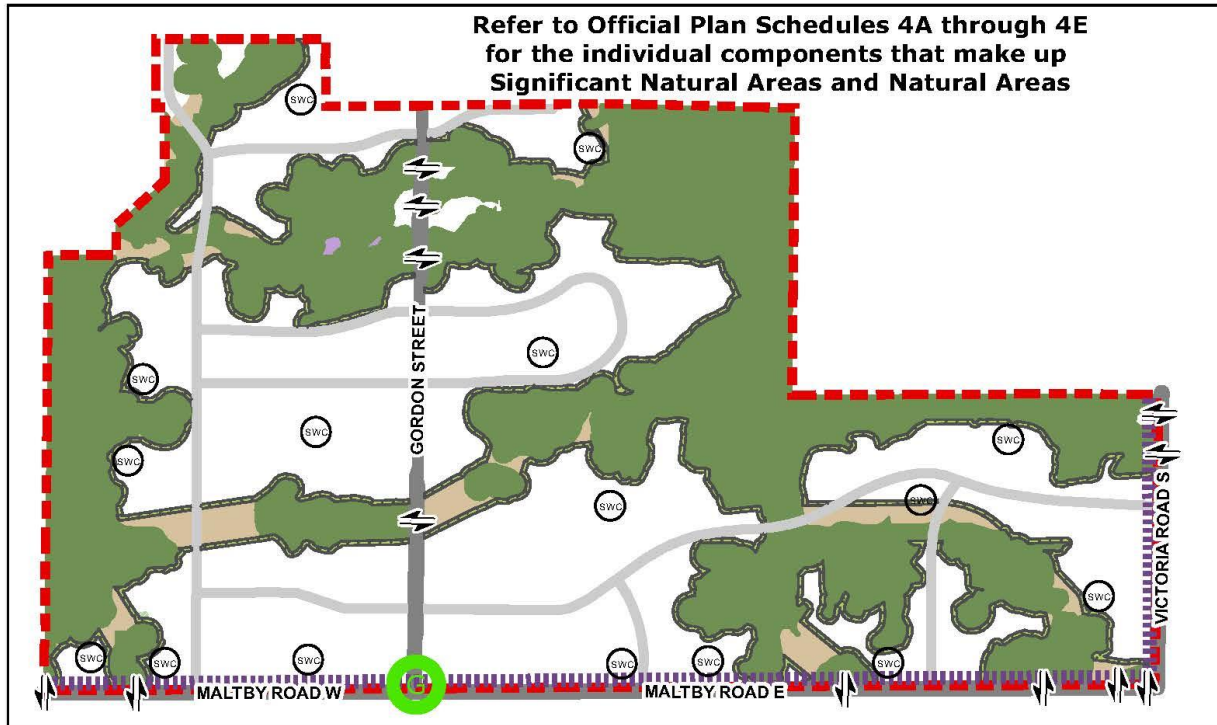 Refer to Official Plan Schedules 4A through 4E
for the individual components that make up
Significant Natural Areas and Natural Areas
SWC
SWC
GORDON STREET
SWC
SWC
SWC
SWC
SWC
SWC
SWC
VICTORIA ROAD S
SWC
SWC
SWC
SWC
SWC
SWC
SWC
MALTBY ROAD W
G
MALTBY ROAD E